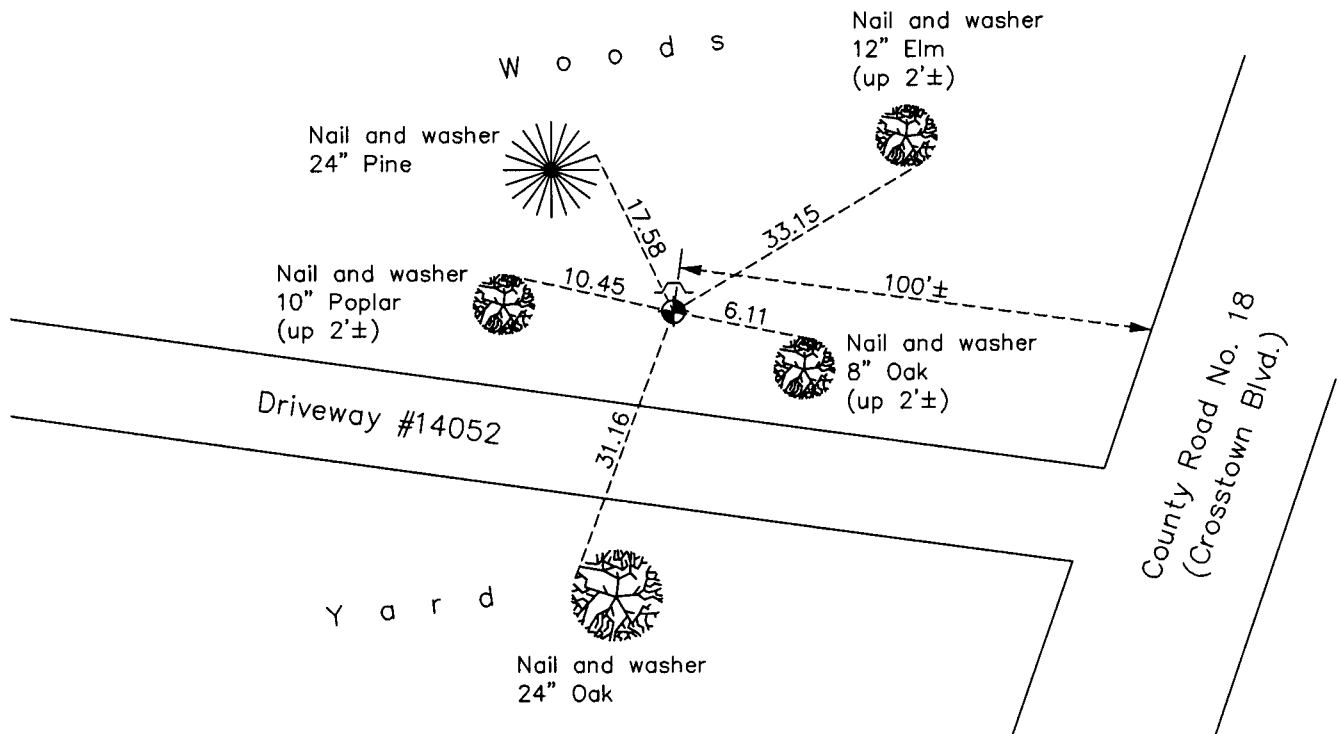 Woods
Nail and washer
12" Elm
(up 2'±)
Nail and washer
24" Pine
17.58
33.15
100'±
Nail and washer
10" Poplar
(up 2'±)
10.45
6.11
Nail and washer
8" Oak
(up 2'±)
Driveway #14052
31.16
County Road No. 18
(Crosstown Blvd.)
Yard
Nail and washer
24" Oak